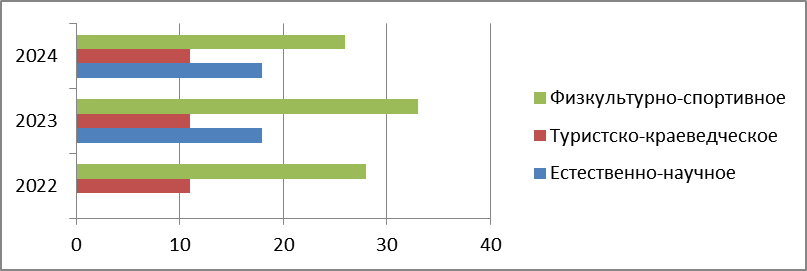 2024
2023
2022
0 10 20 30 40
Физкультурно-спортивное
Туристско-краеведческое
Естественно-научное